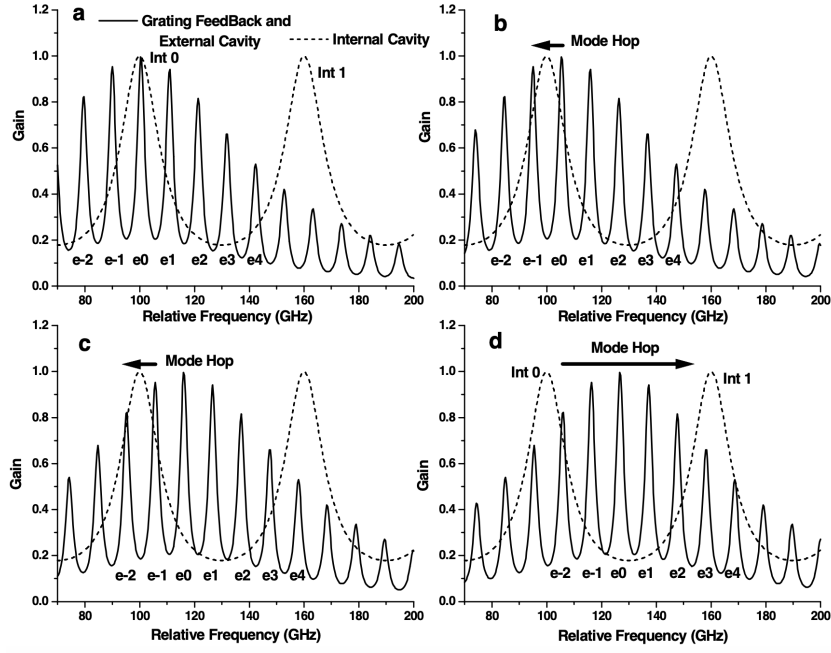 a
Grating FeedBack and
External Cavity
Internal Cavity
Int 0
Int 1
1.2
1.0
0.8
0.6
0.4
0.2
0.0
Gain
e-2 e-1 e0 e1 e2 e3 e4
80 100 120 140 160 180 200
Relative Frequency (GHz)
b
Mode Hop
1.2
1.0
0.8
0.6
0.4
0.2
0.0
Gain
e-2 e-1 e0 e1 e2 e3 e4
80 100 120 140 160 180 200
Relative Frequency (GHz)
c
Mode Hop
1.2
1.0
0.8
0.6
0.4
0.2
0.0
Gain
e-2 e-1 e0 e1 e2 e3 e4
80 100 120 140 160 180 200
Relative Frequency (GHz)
d
Mode Hop
Int 0
Int 1
1.2
1.0
0.8
0.6
0.4
0.2
0.0
Gain
e-2 e-1 e0 e1 e2 e3 e4
80 100 120 140 160 180 200
Relative Frequency (GHz)